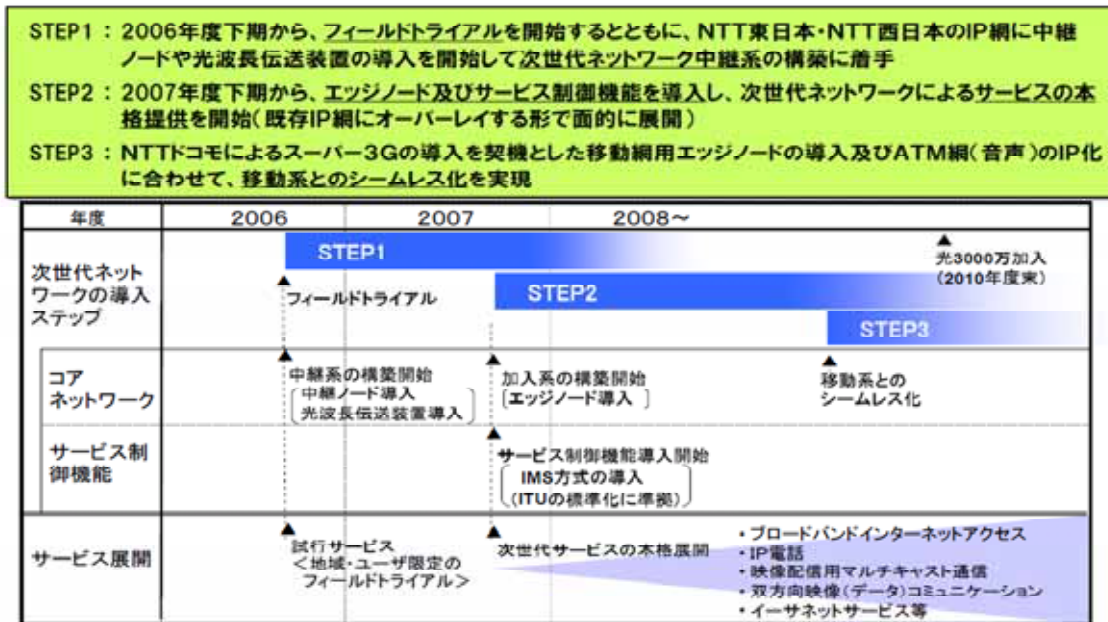 STEP1 : 2006年度下期から、フィールドトライアルを開始するとともに、NTT東日本・NTT西日本のIP網に中継
ノードや光波長伝送装置の導入を開始して次世代ネットワーク中継系の構築に着手
STEP2 : 2007年度下期から、エッジノード及びサービス制御機能を導入し、次世代ネットワークによるサービスの本
格提供を開始(既存IP網にオーバーレイする形で面的に展開)
STEP3 : NTTドコモによるスーパー3Gの導入を契機とした移動網用エッジノードの導入及びATM網(音声)のIP化
に合わせて、移動系とのシームレス化を実現
年度 2006 2007 2008～
次世代ネット
ワークの導入
ステップ
STEP1
▲
光3000万加入
(2010年度末)
STEP2
▲
フィールドトライアル
STEP3
コア
ネットワーク
▲
中継系の構築開始
[中継ノード導入
光波長伝送装置導入]
▲
加入系の構築開始
[エッジノード導入]
▲
移動系との
シームレス化
サービス制
御機能
▲
サービス制御機能導入開始
[IMS方式の導入
(ITUの標準化に準拠)]
サービス展開
▲
試行サービス
<地域・ユーザ限定の
フィールドトライアル>
▲
次世代サービスの本格展開
・ブロードバンドインターネットアクセス
・IP電話
・映像配信用マルチキャスト通信
・双方向映像(データ)コミュニケーション
・イーサネットサービス等